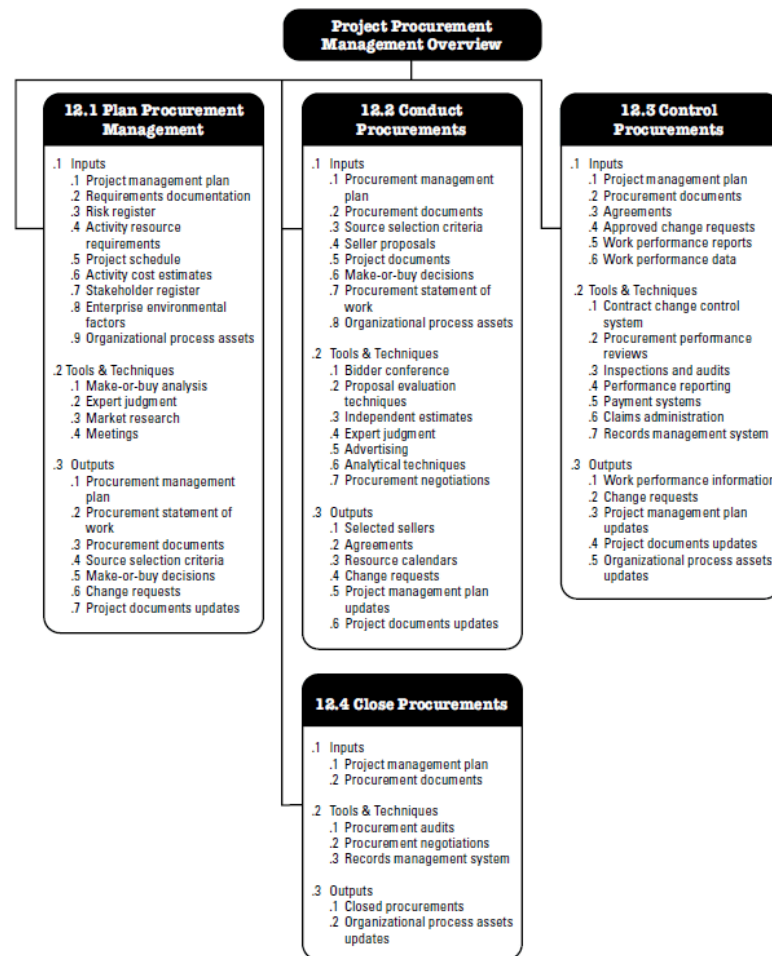 Project Procurement
Management Overview
12.1 Plan Procurement
Management
.1 Inputs
.1 Project management plan
.2 Requirements documentation
.3 Risk register
.4 Activity resource
requirements
.5 Project schedule
.6 Activity cost estimates
.7 Stakeholder register
.8 Enterprise environmental
factors
.9 Organizational process assets
.2 Tools & Techniques
.1 Make-or-buy analysis
.2 Expert judgment
.3 Market research
.4 Meetings
.3 Outputs
.1 Procurement management
plan
.2 Procurement statement of
work
.3 Procurement documents
.4 Source selection criteria
.5 Make-or-buy decisions
.6 Change requests
.7 Project documents updates
12.2 Conduct
Procurements
.1 Inputs
.1 Procurement management
plan
.2 Procurement documents
.3 Source selection criteria
.4 Seller proposals
.5 Project documents
.6 Make-or-buy decisions
.7 Procurement statement of
work
.8 Organizational process assets
.2 Tools & Techniques
.1 Bidder conference
.2 Proposal evaluation
techniques
.3 Independent estimates
.4 Expert judgment
.5 Advertising
.6 Analytical techniques
.7 Procurement negotiations
.3 Outputs
.1 Selected sellers
.2 Agreements
.3 Resource calendars
.4 Change requests
.5 Project management plan
updates
.6 Project documents updates
12.3 Control
Procurements
.1 Inputs
.1 Project management plan
.2 Procurement documents
.3 Agreements
.4 Approved change requests
.5 Work performance reports
.6 Work performance data
.2 Tools & Techniques
.1 Contract change control
system
.2 Procurement performance
reviews
.3 Inspections and audits
.4 Performance reporting
.5 Payment systems
.6 Claims administration
.7 Records management system
.3 Outputs
.1 Work performance information
.2 Change requests
.3 Project management plan
updates
.4 Project documents updates
.5 Organizational process assets
updates
12.4 Close Procurements
.1 Inputs
.1 Project management plan
.2 Procurement documents
.2 Tools & Techniques
.1 Procurement audits
.2 Procurement negotiations
.3 Records management system
.3 Outputs
.1 Closed procurements
.2 Organizational process assets
updates